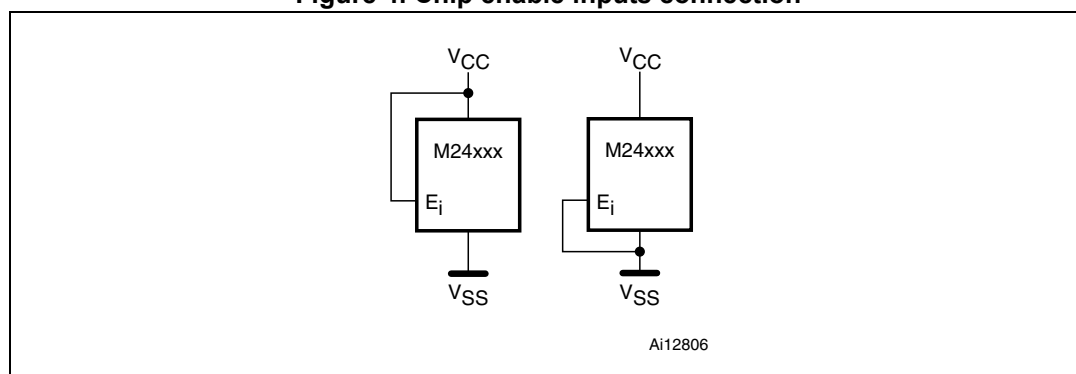 Figure 4. Chip enable inputs connection
VCC
VCC
M24xxx
M24xxx
Ei
Ei
VSS
VSS
Ai12806